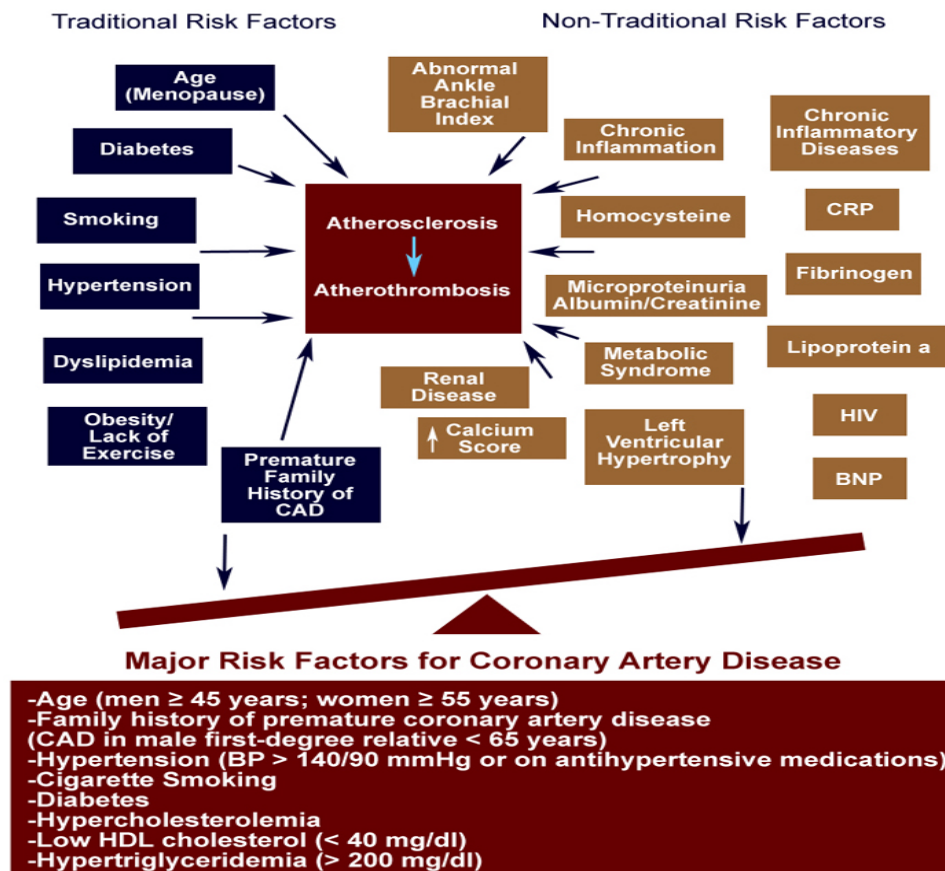 Traditional Risk Factors
Non-Traditional Risk Factors
Age
(Menopause)
Diabetes
Smoking
Hypertension
Dyslipidemia
Obesity/
Lack of
Exercise
Premature
Family
History of
CAD
Atherosclerosis
Atherothrombosis
Abnormal
Ankle
Brachial
Index
Chronic
Inflammation
Homocysteine
Microproteinuria
Albumin/Creatinine
Metabolic
Syndrome
Renal
Disease
↑ Calcium
Score
Left
Ventricular
Hypertrophy
Chronic
Inflammatory
Diseases
CRP
Fibrinogen
Lipoprotein a
HIV
BNP
Major Risk Factors for Coronary Artery Disease
-Age (men ≥ 45 years; women ≥ 55 years)
-Family history of premature coronary artery disease
(CAD in male first-degree relative < 65 years)
-Hypertension (BP > 140/90 mmHg or on antihypertensive medications)
-Cigarette Smoking
-Diabetes
-Hypercholesterolemia
-Low HDL cholesterol (< 40 mg/dl)
-Hypertriglyceridemia (> 200 mg/dl)